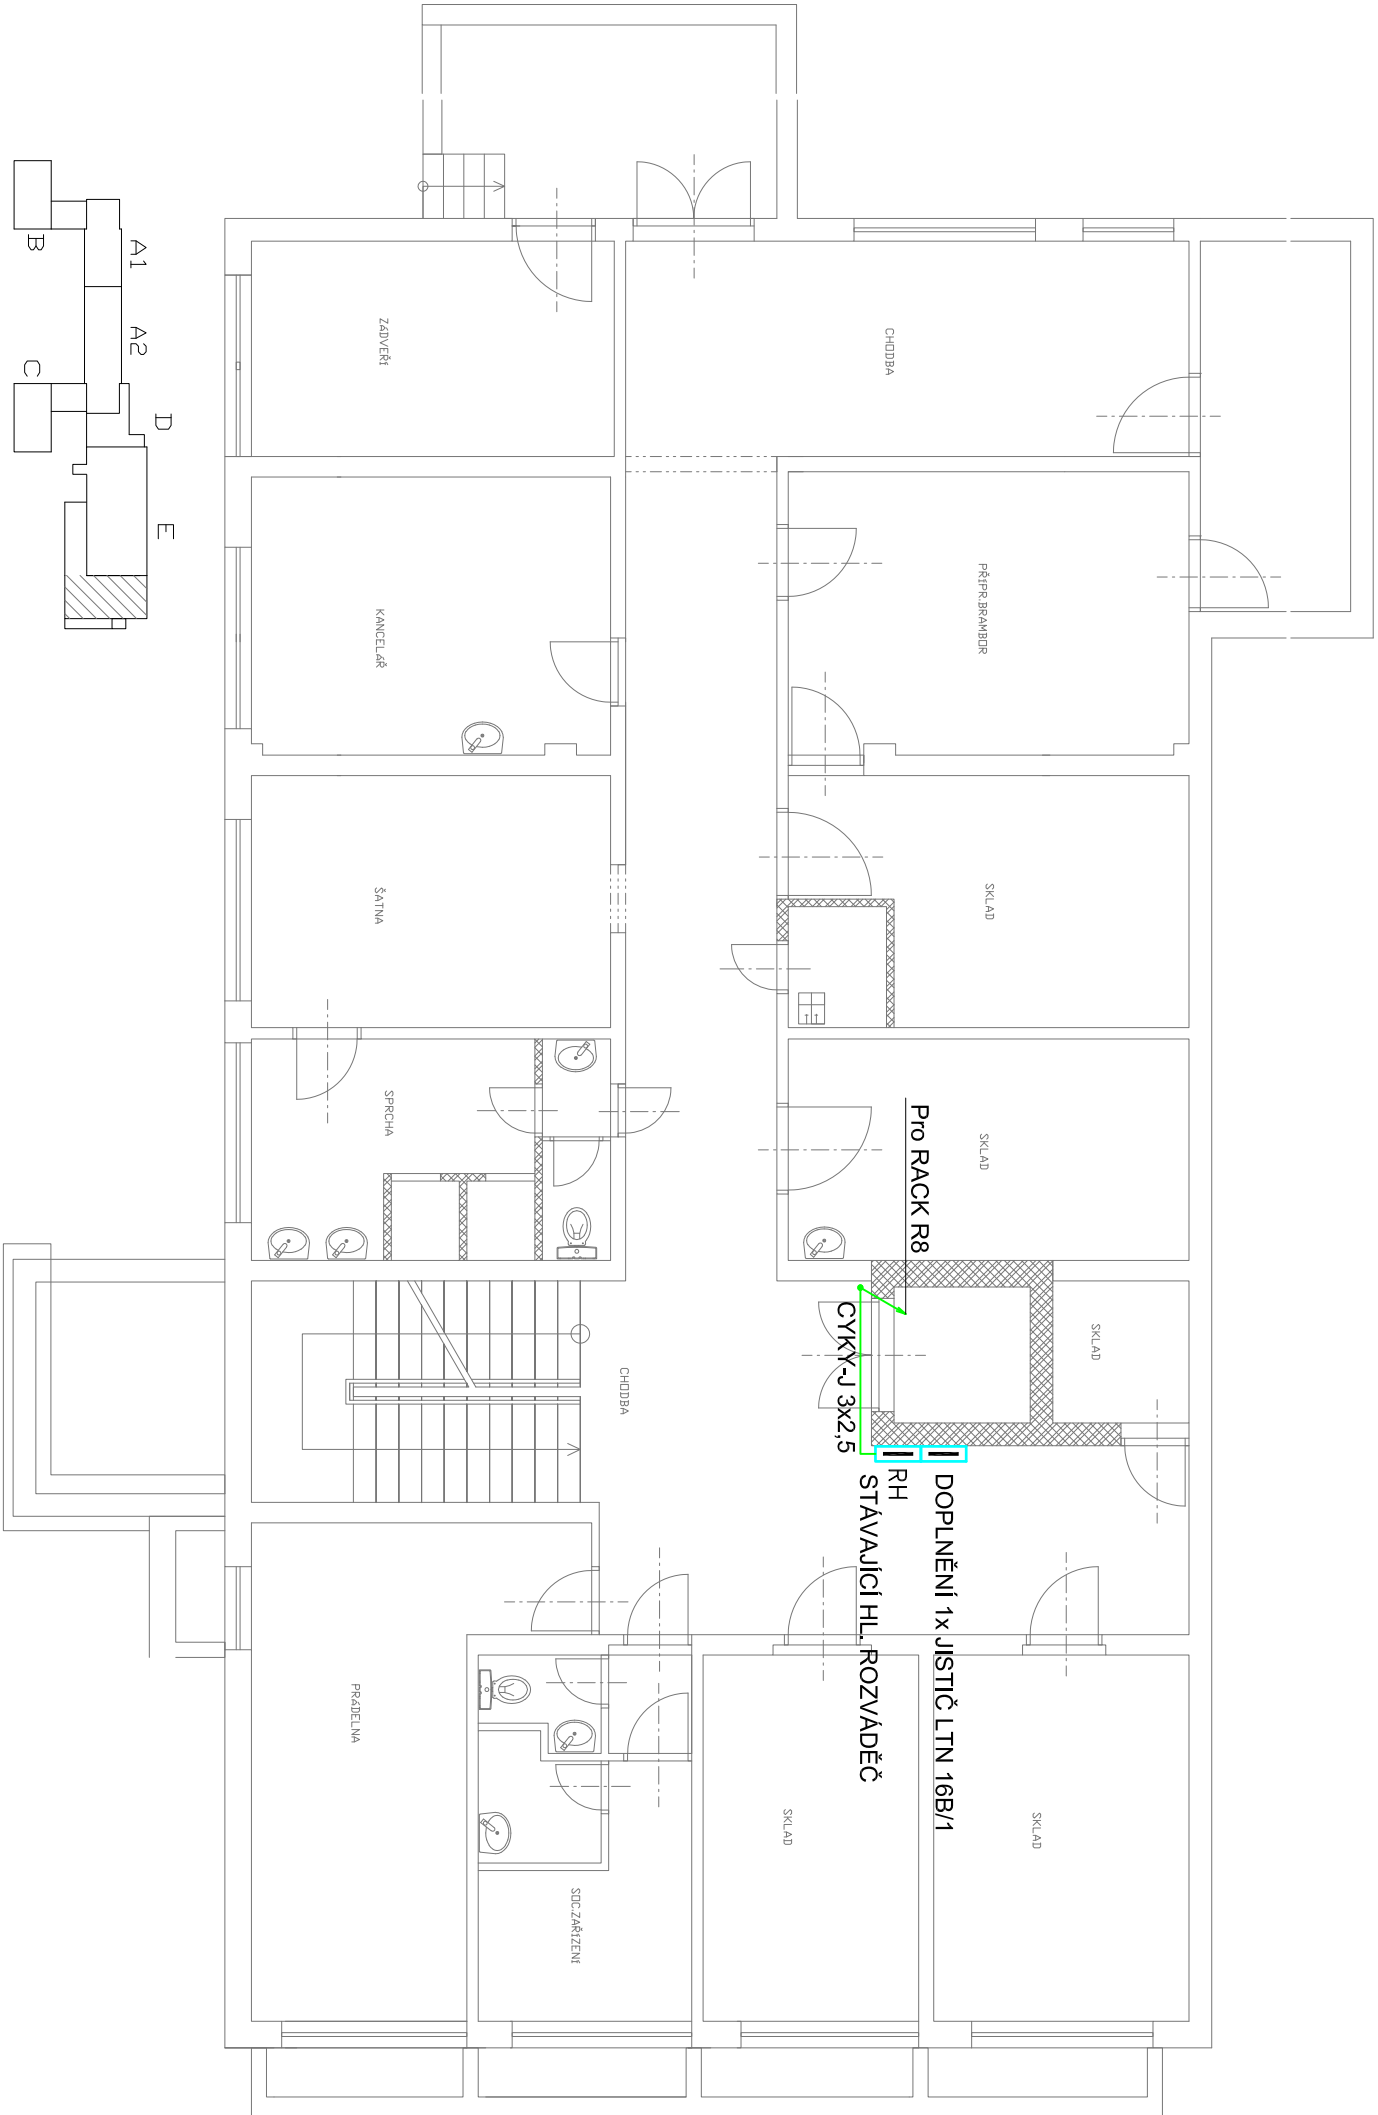 A1
A2
B
C
D
E
ZÁDVEŘÍ
CHODBA
KANCELÁŘ
PŘÍPR.BRAMBOR
ŠATNA
SKLAD
SPRCHA
SKLAD
Pro RACK R8
SKLAD
CYKY-J 3x2,5
CHODBA
RH
STÁVAJÍCÍ HL. ROZVÁDĚČ
DOPLNĚNÍ 1x JISTIČ LTN 16B/1
PRÁDELNA
SOC.ZAŘÍZENÍ
SKLAD
SKLAD